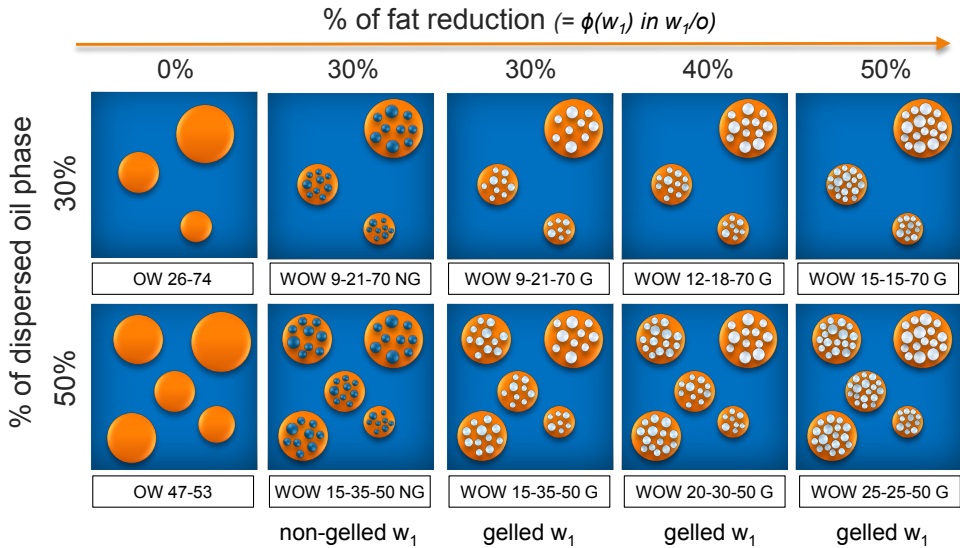 % of fat reduction (= ϕ(w₁) in w₁/o)
0% 30% 30% 40% 50%
% of dispersed oil phase
30%
OW 26-74 WOW 9-21-70 NG WOW 9-21-70 G WOW 12-18-70 G WOW 15-15-70 G
50%
OW 47-53 WOW 15-35-50 NG WOW 15-35-50 G WOW 20-30-50 G WOW 25-25-50 G
non-gelled w₁ gelled w₁ gelled w₁ gelled w₁